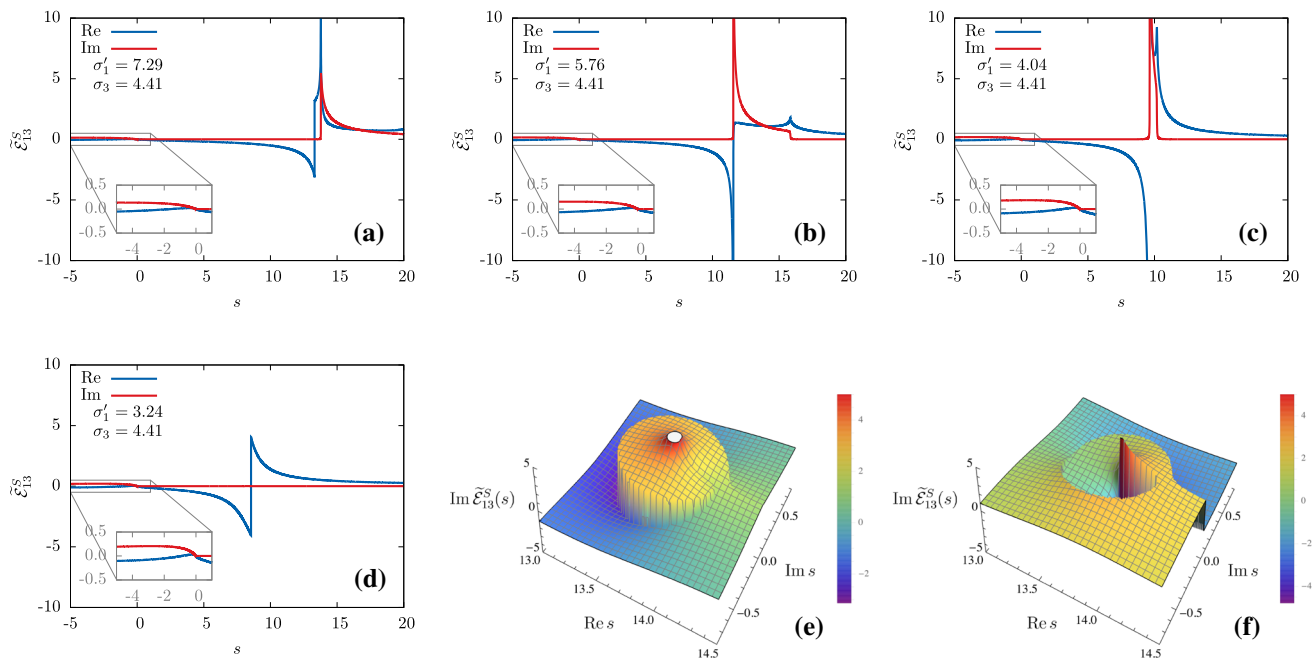 10
5
0
-5
-10
-5 0 5 10 15 20
s
Ẽ^S_13
Re
Im
σ′_1 = 7.29
σ_3 = 4.41
0.5
0.0
-0.5
-4 -2 0
(a)
10
5
0
-5
-10
-5 0 5 10 15 20
s
Ẽ^S_13
Re
Im
σ′_1 = 5.76
σ_3 = 4.41
0.5
0.0
-0.5
-4 -2 0
(b)
10
5
0
-5
-10
-5 0 5 10 15 20
s
Ẽ^S_13
Re
Im
σ′_1 = 4.04
σ_3 = 4.41
0.5
0.0
-0.5
-4 -2 0
(c)
10
5
0
-5
-10
-5 0 5 10 15 20
s
Ẽ^S_13
Re
Im
σ′_1 = 3.24
σ_3 = 4.41
0.5
0.0
-0.5
-4 -2 0
(d)
5
0
-5
Im Ẽ^S_13(s)
13.0
13.5
14.0
14.5
Re s
0.5
0.0
-0.5
Im s
4
2
0
-2
(e)
5
0
-5
Im Ẽ^S_13(s)
13.0
13.5
14.0
14.5
Re s
0.5
0.0
-0.5
Im s
4
2
0
-2
-4
(f)